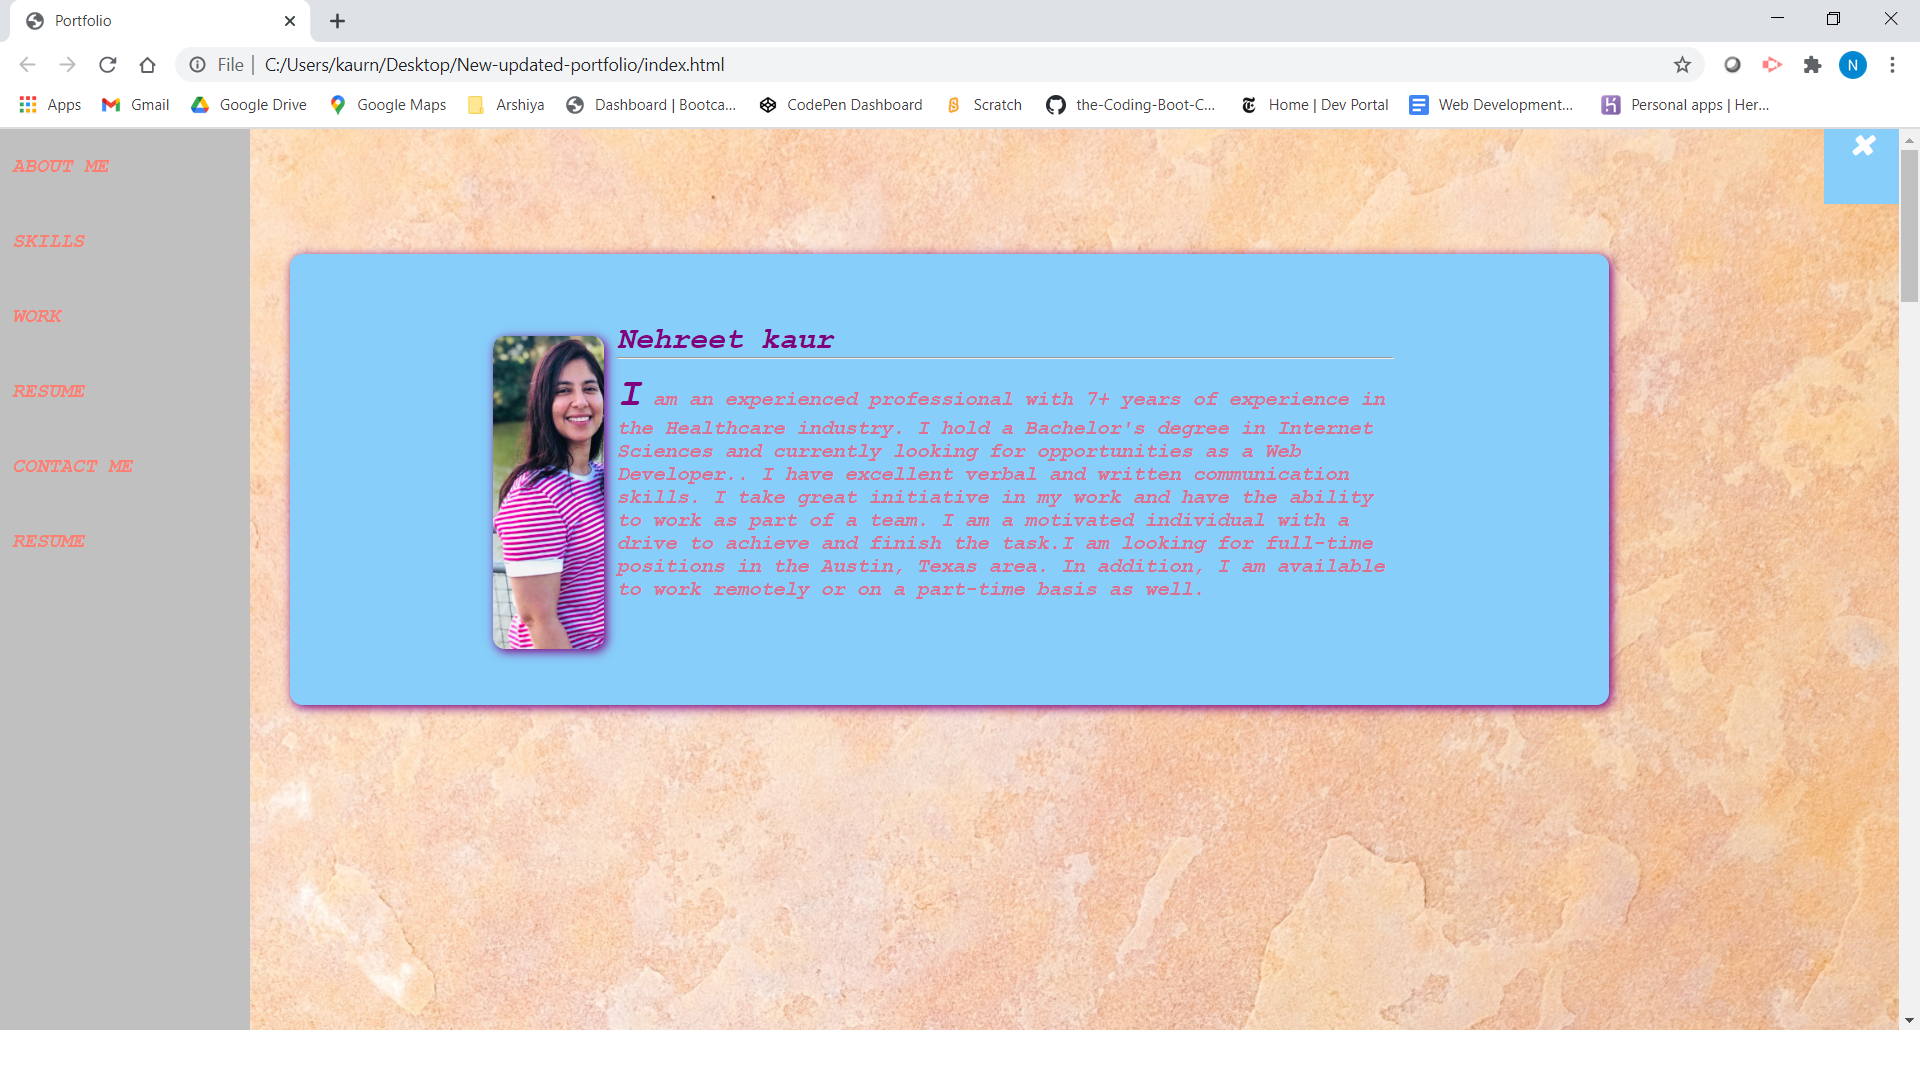 Portfolio
File | C:/Users/kaurn/Desktop/New-updated-portfolio/index.html
N
Apps Gmail Google Drive Google Maps Arshiya Dashboard | Bootca... CodePen Dashboard Scratch the-Coding-Boot-C... Home | Dev Portal Web Development... Personal apps | Her...
ABOUT ME
SKILLS
WORK
RESUME
CONTACT ME
RESUME
Nehreet kaur
I am an experienced professional with 7+ years of experience in
the Healthcare industry. I hold a Bachelor's degree in Internet
Sciences and currently looking for opportunities as a Web
Developer.. I have excellent verbal and written communication
skills. I take great initiative in my work and have the ability
to work as part of a team. I am a motivated individual with a
drive to achieve and finish the task.I am looking for full-time
positions in the Austin, Texas area. In addition, I am available
to work remotely or on a part-time basis as well.